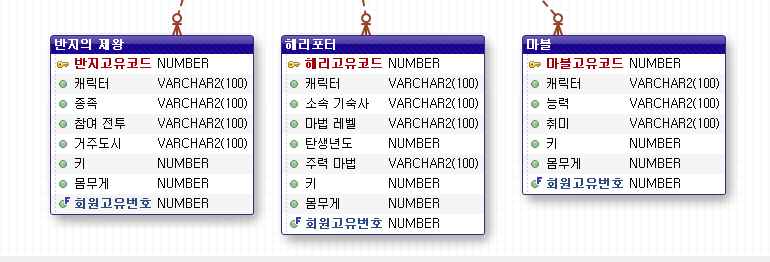 반지의 제왕
반지고유코드 NUMBER
캐릭터 VARCHAR2(100)
종족 VARCHAR2(100)
참여 전투 VARCHAR2(100)
거주도시 VARCHAR2(100)
키 NUMBER
몸무게 NUMBER
회원고유번호 NUMBER
해리포터
해리고유코드 NUMBER
캐릭터 VARCHAR2(100)
소속 기숙사 VARCHAR2(100)
마법 레벨 VARCHAR2(100)
탄생년도 NUMBER
주력 마법 VARCHAR2(100)
키 NUMBER
몸무게 NUMBER
회원고유번호 NUMBER
마블
마블고유코드 NUMBER
캐릭터 VARCHAR2(100)
능력 VARCHAR2(100)
취미 VARCHAR2(100)
키 NUMBER
몸무게 NUMBER
회원고유번호 NUMBER